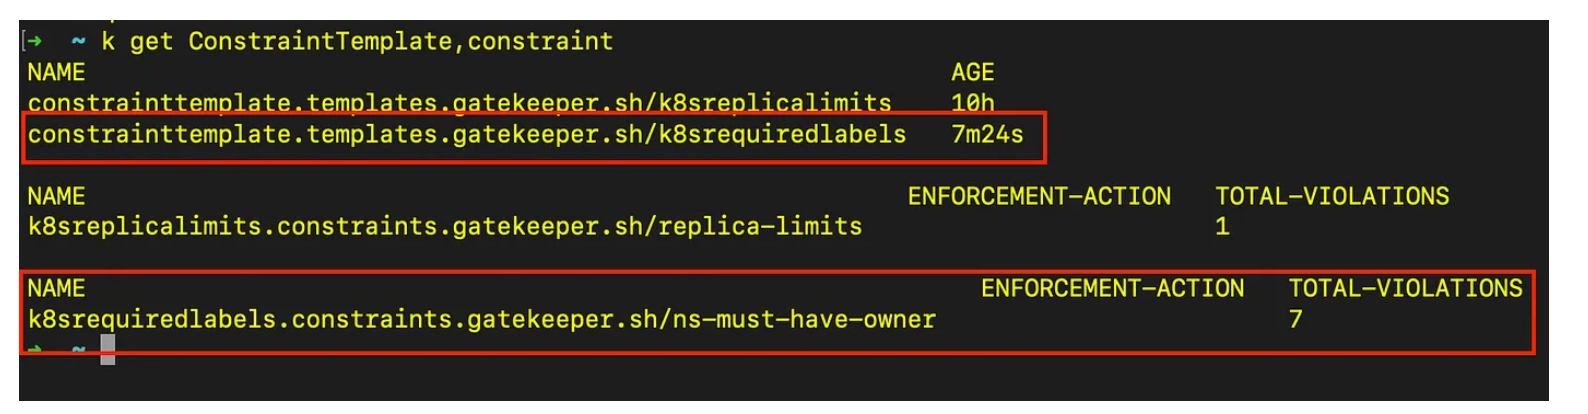 [→ ~ k get ConstraintTemplate,constraint
NAME AGE
constrainttemplate.templates.gatekeeper.sh/k8sreplicalimits 10h
constrainttemplate.templates.gatekeeper.sh/k8srequiredlabels 7m24s
NAME ENFORCEMENT-ACTION TOTAL-VIOLATIONS
k8sreplicalimits.constraints.gatekeeper.sh/replica-limits 1
NAME ENFORCEMENT-ACTION TOTAL-VIOLATIONS
k8srequiredlabels.constraints.gatekeeper.sh/ns-must-have-owner 7
→ ~